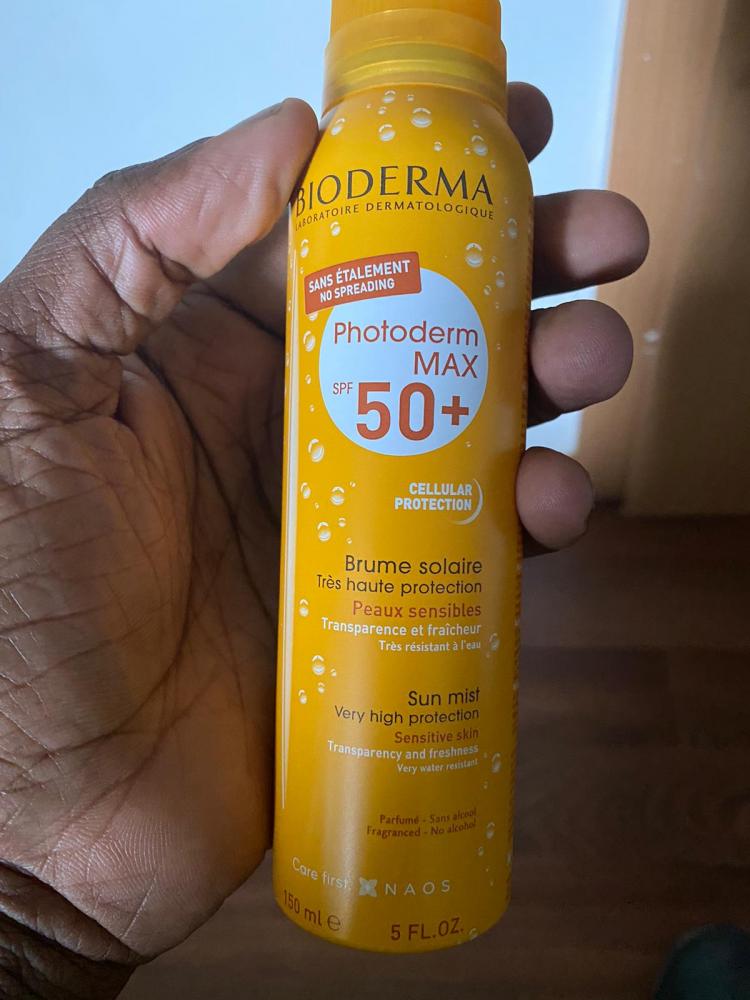 BIODERMA
LABORATOIRE DERMATOLOGIQUE
SANS ÉTALEMENT
NO SPREADING
Photoderm
MAX
SPF 50+
CELLULAR
PROTECTION
Brume solaire
Très haute protection
Peaux sensibles
Transparence et fraîcheur
Très résistant à l'eau
Sun mist
Very high protection
Sensitive skin
Transparency and freshness
Very water resistant
Parfumé - Sans alcool
Fragranced - No alcohol
Care first NAOS
150 ml ℮ 5 FL.OZ.